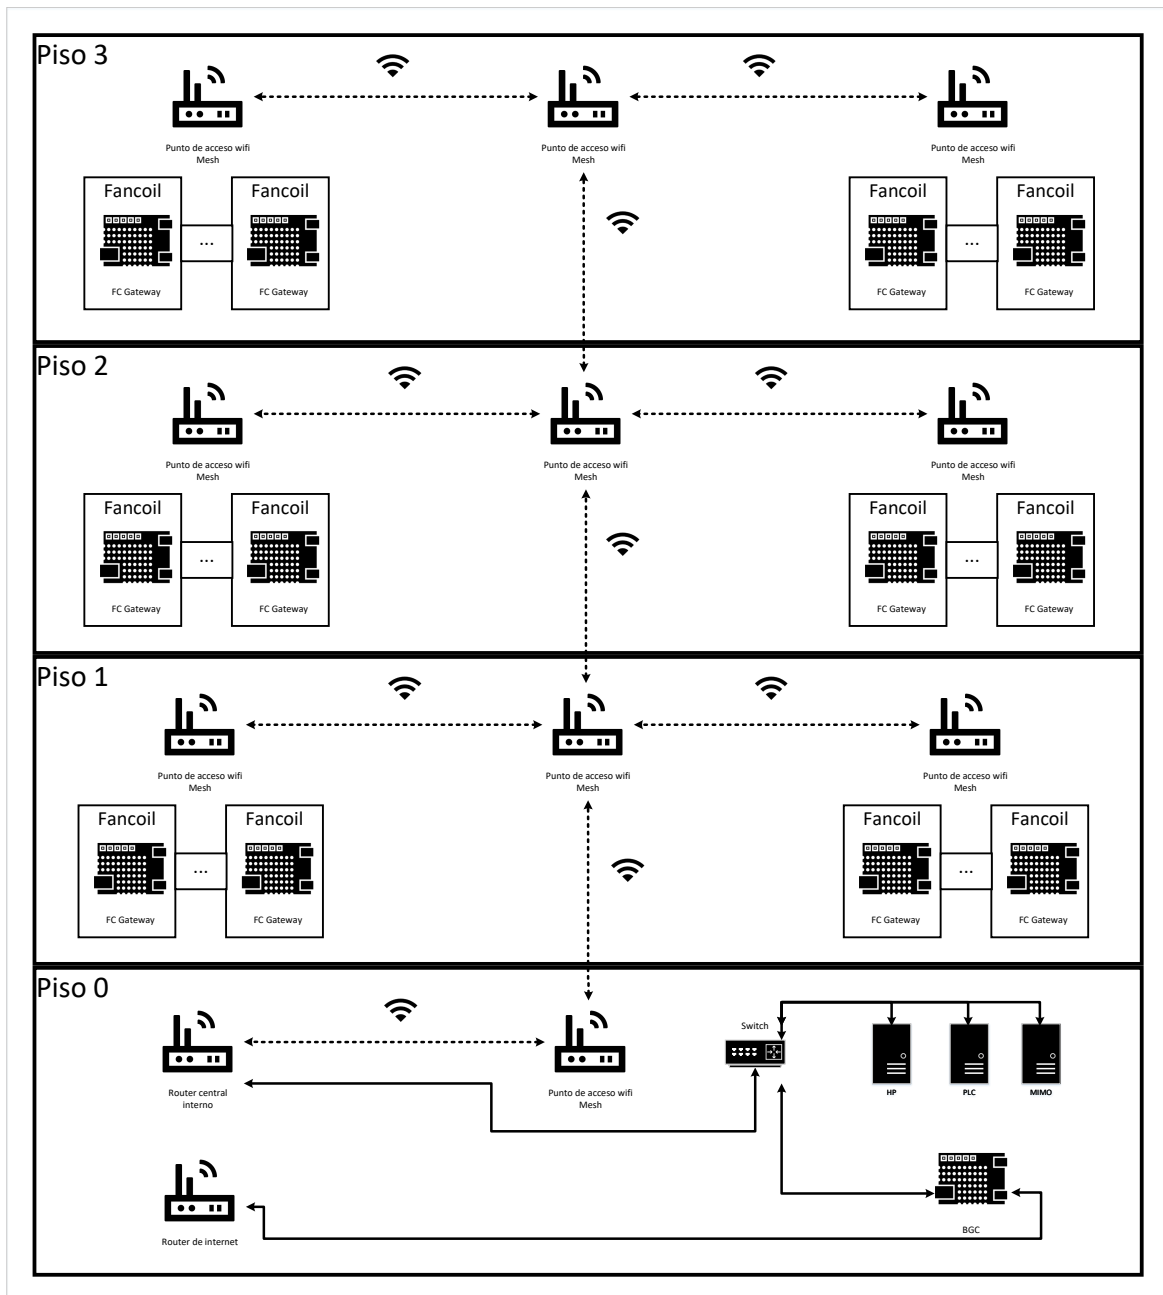 Piso 3
Punto de acceso wifi
Mesh
Punto de acceso wifi
Mesh
Punto de acceso wifi
Mesh
Fancoil
FC Gateway
...
Fancoil
FC Gateway
Fancoil
FC Gateway
...
Fancoil
FC Gateway
Piso 2
Punto de acceso wifi
Mesh
Punto de acceso wifi
Mesh
Punto de acceso wifi
Mesh
Fancoil
FC Gateway
...
Fancoil
FC Gateway
Fancoil
FC Gateway
...
Fancoil
FC Gateway
Piso 1
Punto de acceso wifi
Mesh
Punto de acceso wifi
Mesh
Punto de acceso wifi
Mesh
Fancoil
FC Gateway
...
Fancoil
FC Gateway
Fancoil
FC Gateway
...
Fancoil
FC Gateway
Piso 0
Router central
interno
Punto de acceso wifi
Mesh
Switch
HP
PLC
MIMO
Router de internet
BGC